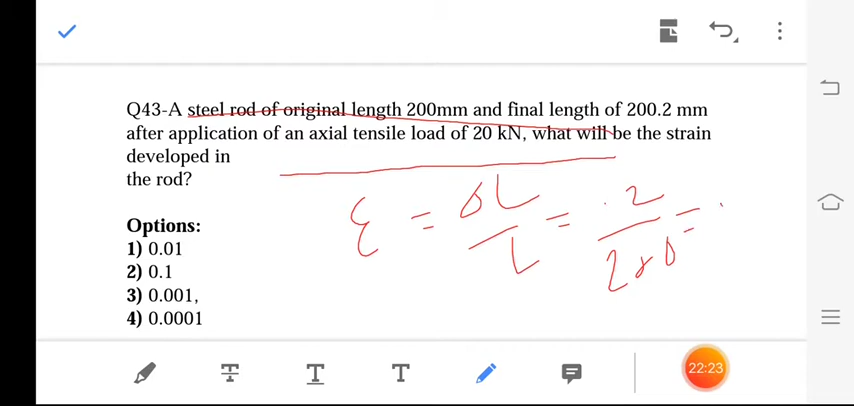 Q43-A steel rod of original length 200mm and final length of 200.2 mm
after application of an axial tensile load of 20 kN, what will be the strain
developed in
the rod?
Options:
1) 0.01
2) 0.1
3) 0.001,
4) 0.0001
ε = δL / L = .2 / 200 = .
T
T
T
22:23